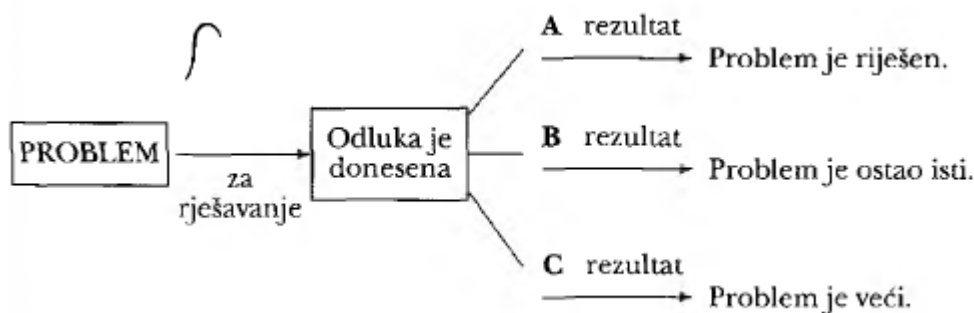 A rezultat
Problem je riješen.
PROBLEM
za
rješavanje
Odluka je
donesena
B rezultat
Problem je ostao isti.
C rezultat
Problem je veći.